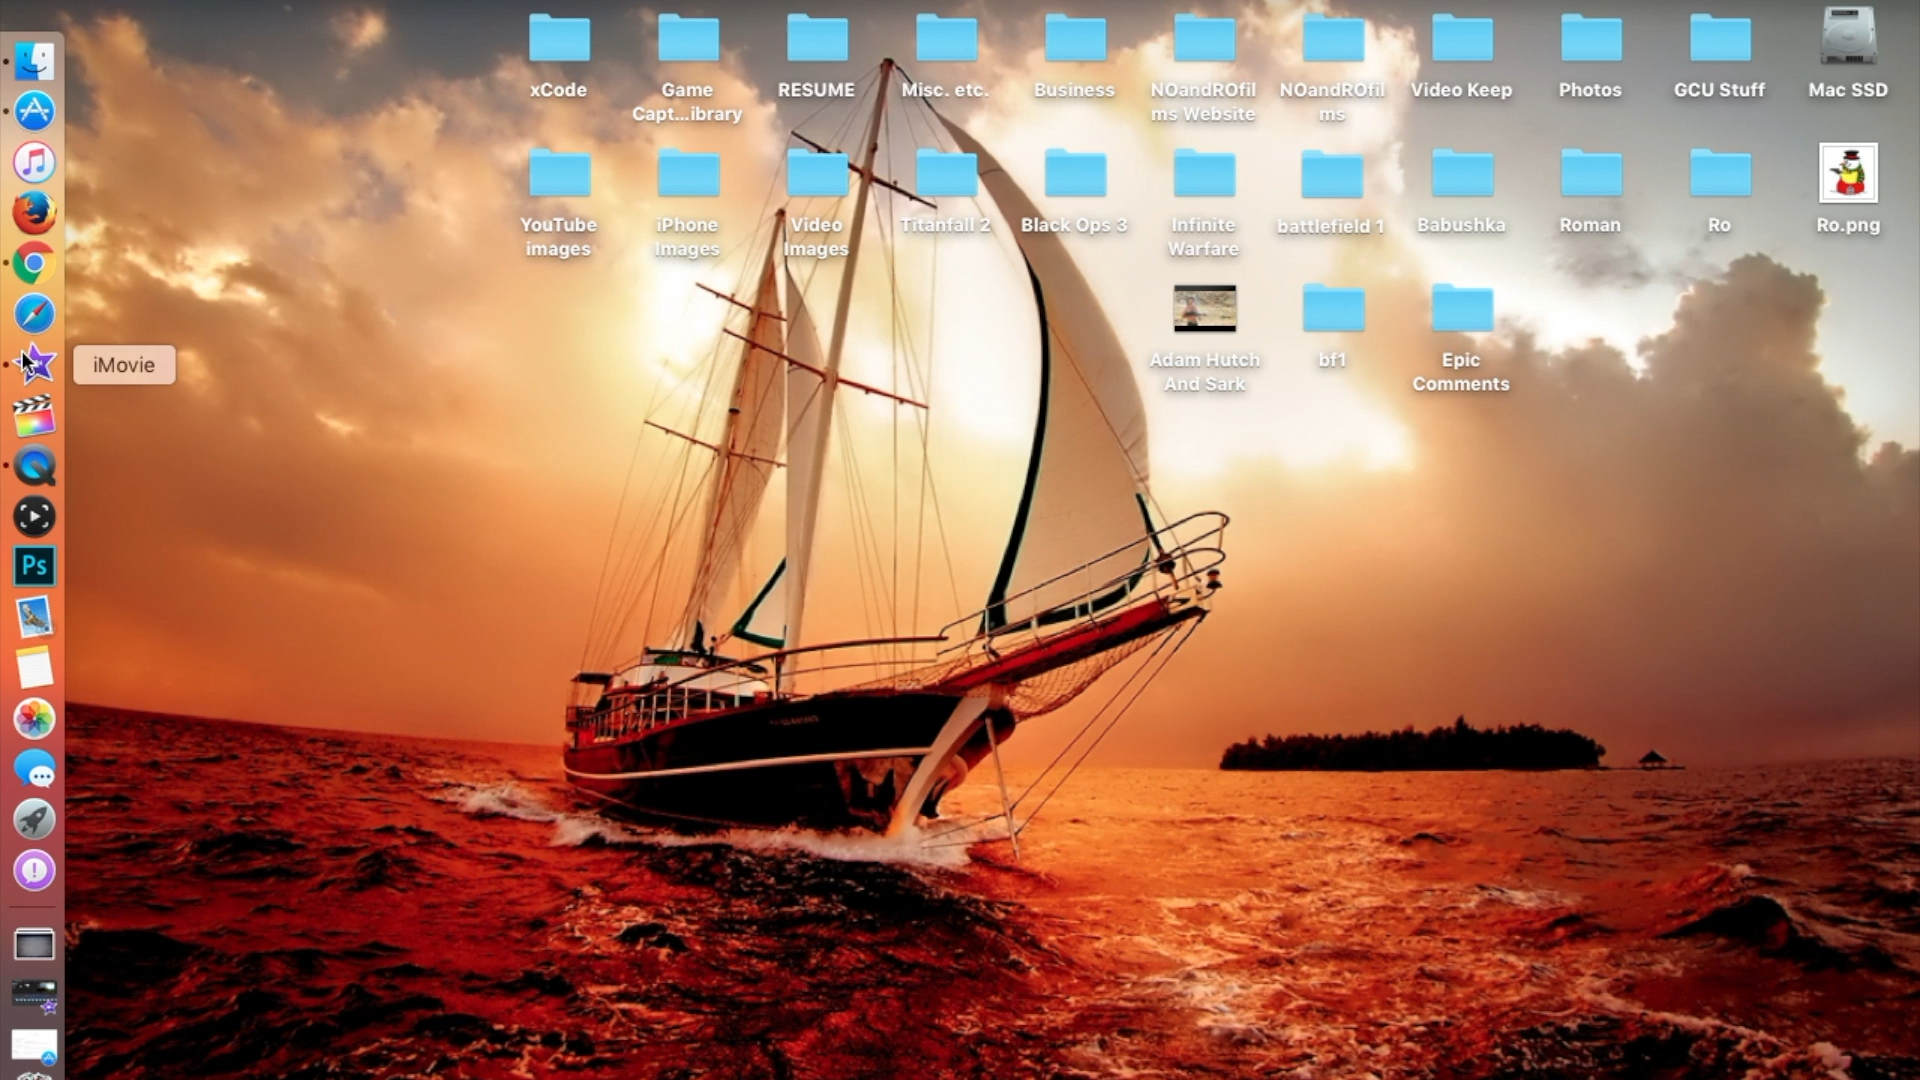 xCode
Game
Capt...ibrary
RESUME
Misc. etc.
Business
NOandROfil
ms Website
NOandROfil
ms
Video Keep
Photos
GCU Stuff
Mac SSD
YouTube
images
iPhone
Images
Video
Images
Titanfall 2
Black Ops 3
Infinite
Warfare
battlefield 1
Babushka
Roman
Ro
Ro.png
iMovie
Adam Hutch
And Sark
bf1
Epic
Comments
Ps